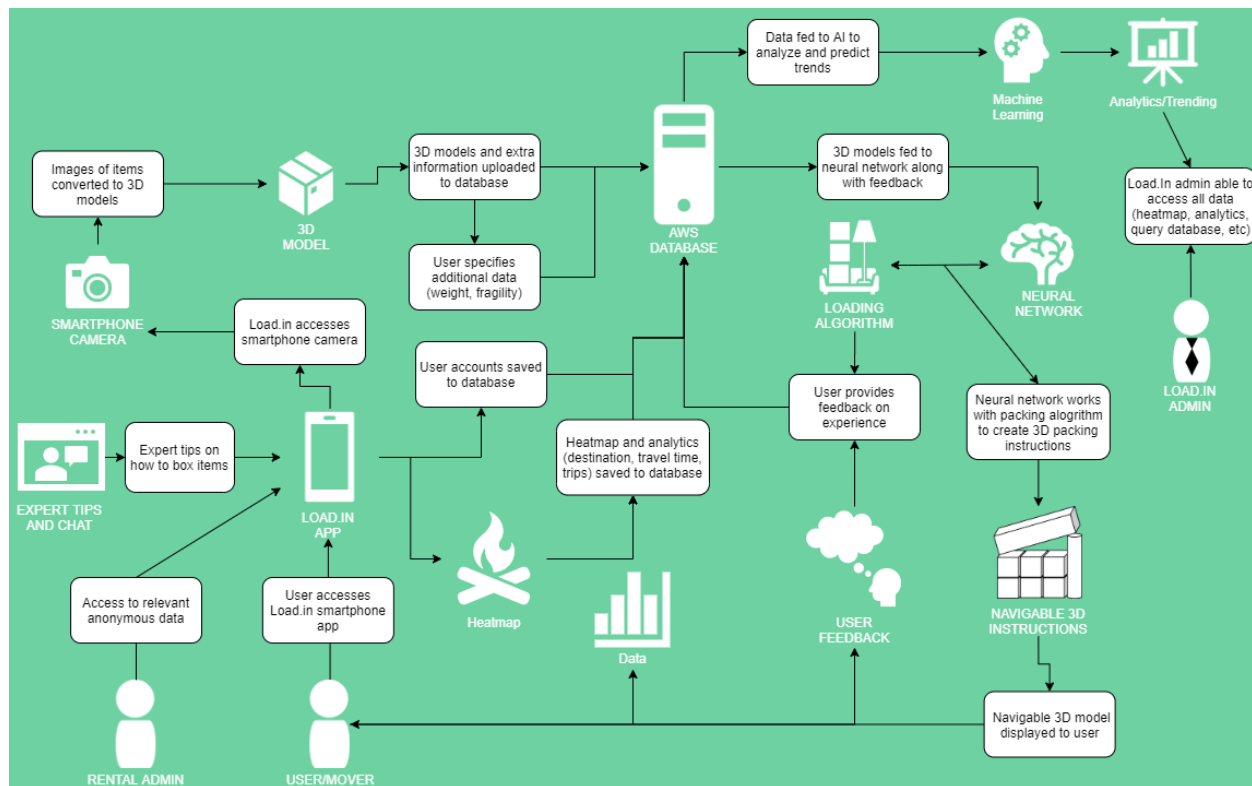 Data fed to AI to
analyze and predict
trends
Machine
Learning
Analytics/Trending
Images of items
converted to 3D
models
3D
MODEL
3D models and extra
information uploaded
to database
AWS
DATABASE
3D models fed to
neural network along
with feedback
Load.In admin able to
access all data
(heatmap, analytics,
query database, etc)
User specifies
additional data
(weight, fragility)
SMARTPHONE
CAMERA
Load.in accesses
smartphone camera
LOADING
ALGORITHM
NEURAL
NETWORK
LOAD.IN
ADMIN
User accounts saved
to database
User provides
feedback on
experience
Neural network works
with packing alogrithm
to create 3D packing
instructions
Expert tips on
how to box items
EXPERT TIPS
AND CHAT
LOAD.IN
APP
Heatmap and analytics
(destination, travel time,
trips) saved to database
Access to relevant
anonymous data
User accesses
Load.in smartphone
app
Heatmap
Data
USER
FEEDBACK
NAVIGABLE 3D
INSTRUCTIONS
Navigable 3D model
displayed to user
RENTAL ADMIN
USER/MOVER